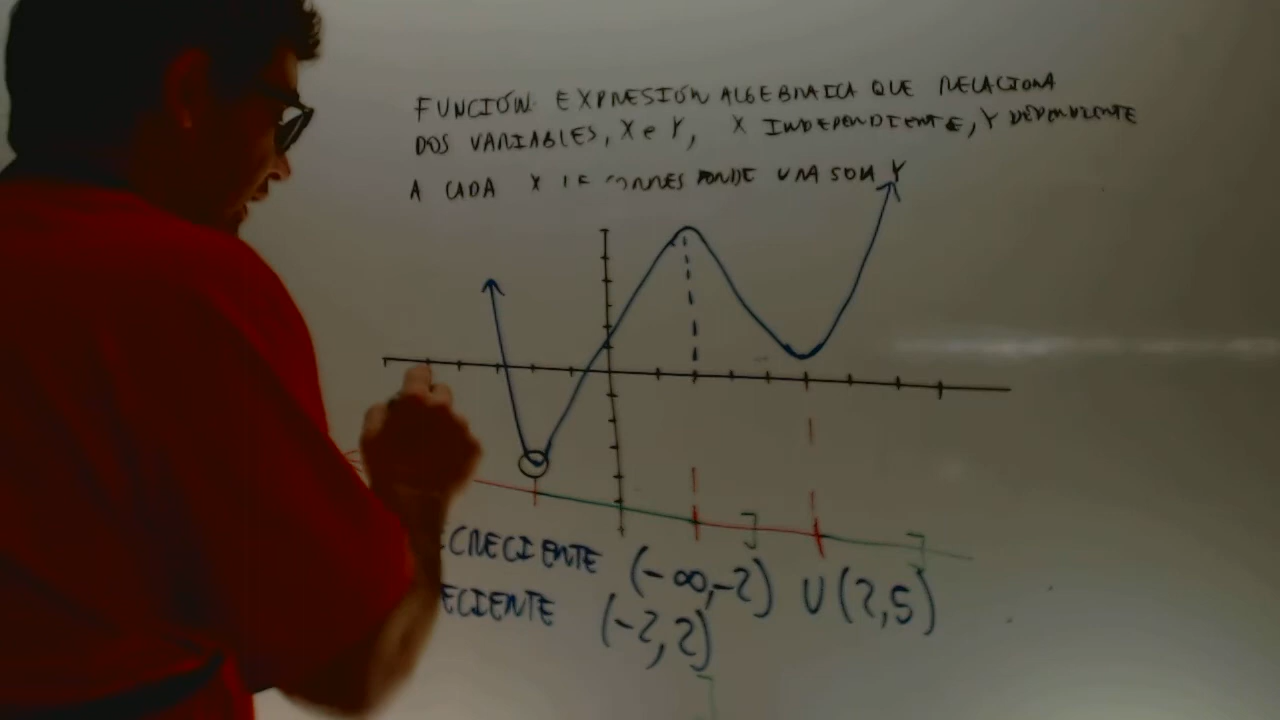 FUNCIÓN EXPRESIÓN ALGEBRAICA QUE RELACIONA
DOS VARIABLES, X e Y, X INDEPENDIENTE, Y DEPENDIENTE
A CADA X LE CORRESPONDE UNA SOLA Y
CRECIENTE (-∞,-2) U (2,5)
ECIENTE (-2,2)